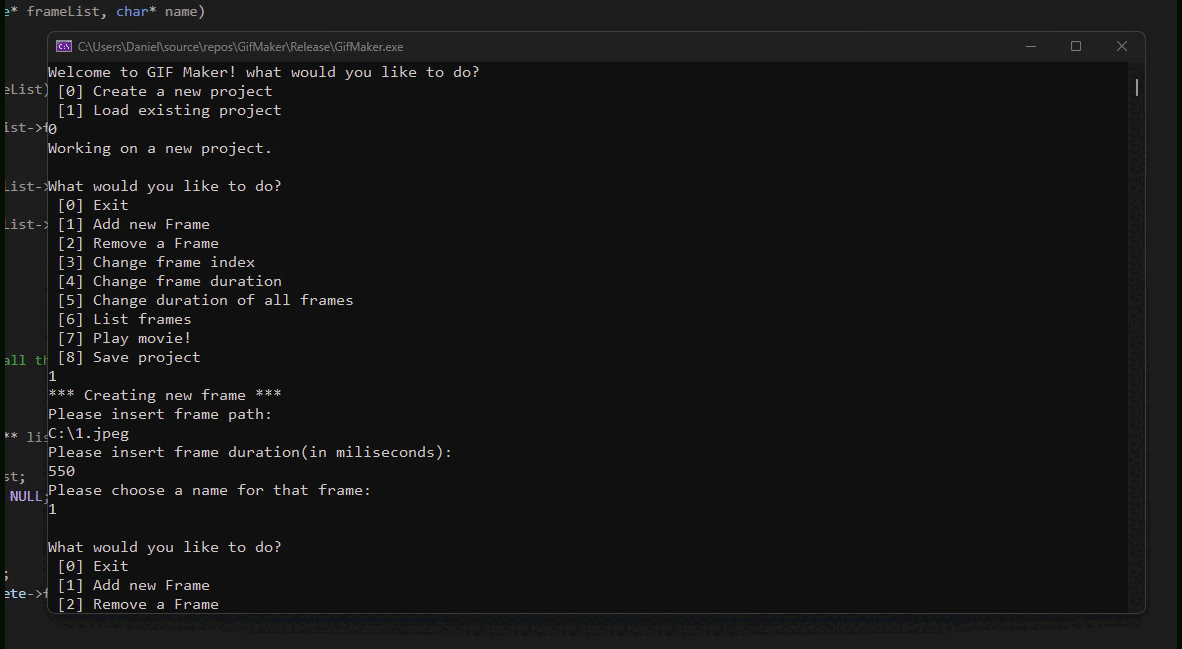 e* frameList, char* name)
C:\Users\Daniel\source\repos\GifMaker\Release\GifMaker.exe
Welcome to GIF Maker! what would you like to do?
[0] Create a new project
eList)
[1] Load existing project
ist->f
0
Working on a new project.
List->
What would you like to do?
[0] Exit
List->
[1] Add new Frame
[2] Remove a Frame
[3] Change frame index
[4] Change frame duration
[5] Change duration of all frames
[6] List frames
[7] Play movie!
all th
[8] Save project
1
*** Creating new frame ***
Please insert frame path:
** lis
C:\1.jpeg
Please insert frame duration(in miliseconds):
st;
550
NULL;
Please choose a name for that frame:
1
What would you like to do?
[0] Exit
;
[1] Add new Frame
ete->f
[2] Remove a Frame